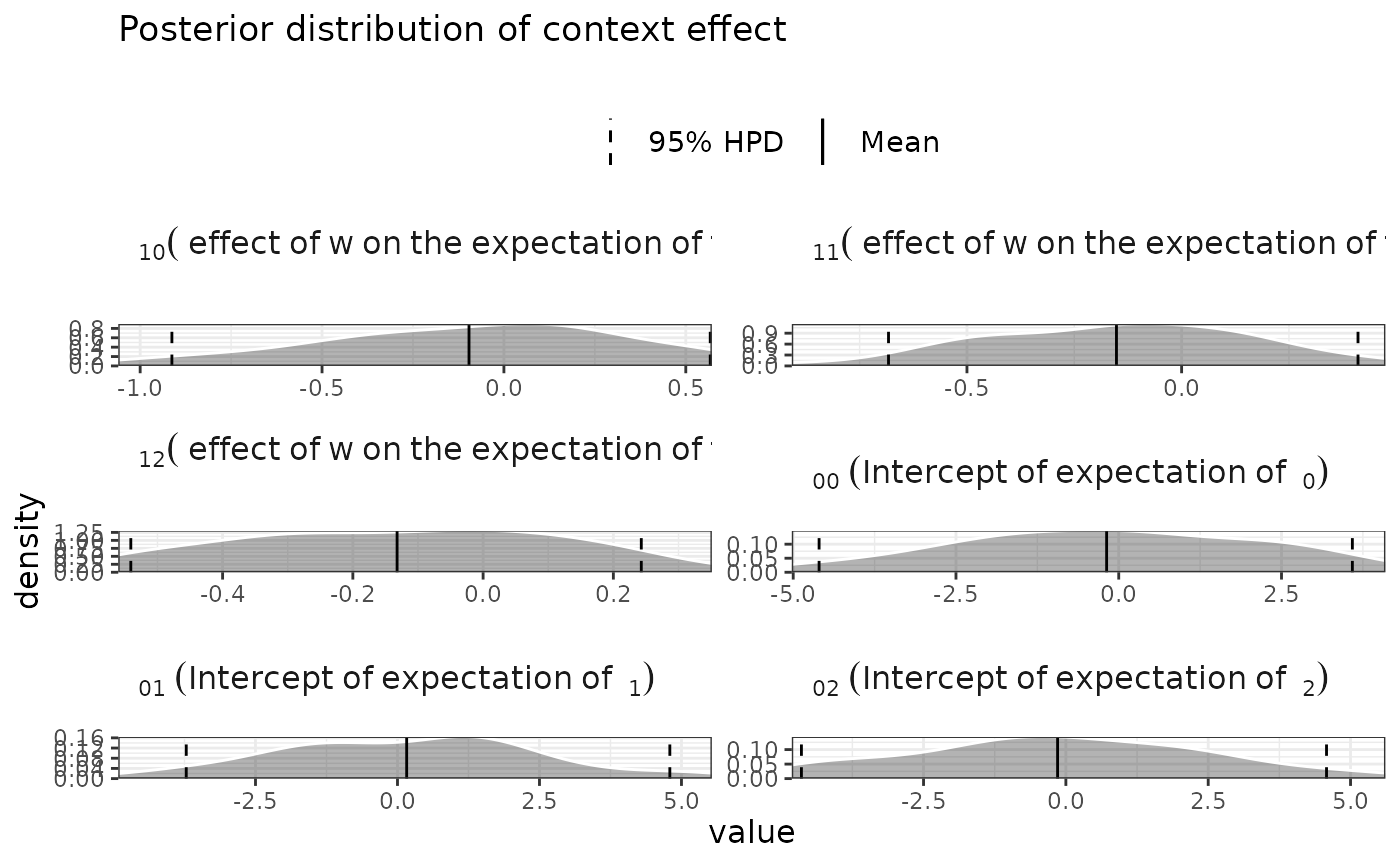 Posterior distribution of context effect
95% HPD Mean
10( effect of w on the expectation of
11( effect of w on the expectation of
0.8
0.6
0.4
0.2
0.0
-1.0 -0.5 0.0 0.5
0.9
0.6
0.3
0.0
-0.5 0.0
12( effect of w on the expectation of
00 (Intercept of expectation of 0)
density
1.25
1.00
0.75
0.50
0.25
0.00
-0.4 -0.2 0.0 0.2
0.10
0.05
0.00
-5.0 -2.5 0.0 2.5
01 (Intercept of expectation of 1)
02 (Intercept of expectation of 2)
0.16
0.12
0.08
0.04
0.00
-2.5 0.0 2.5 5.0
0.10
0.05
0.00
-2.5 0.0 2.5 5.0
value